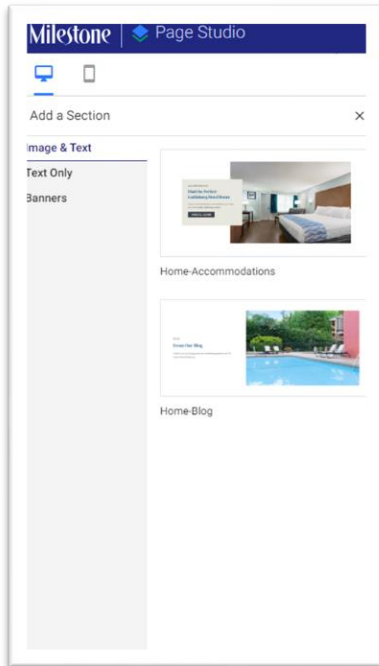 Milestone Page Studio
Add a Section
Image & Text
Text Only
Banners
Home-Accommodations
Home-Blog